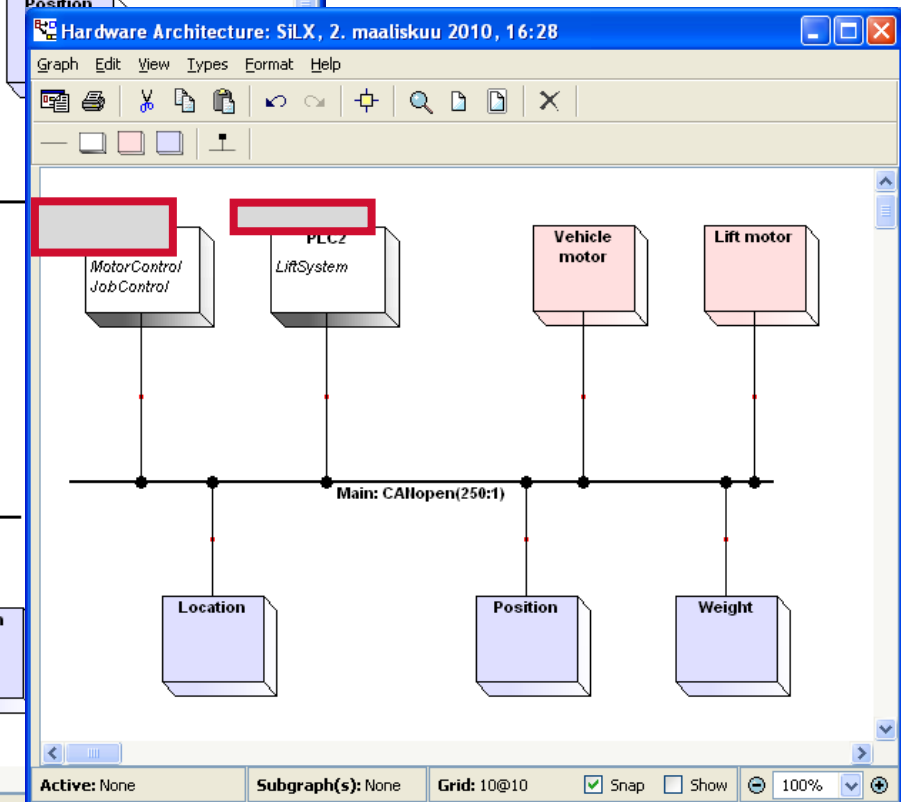 Position
Hardware Architecture: SiLX, 2. maaliskuu 2010, 16:28
Graph Edit View Types Format Help
PLC2
Vehicle
motor
Lift motor
MotorControl
JobControl
LiftSystem
Main: CANopen(250:1)
Location
Position
Weight
Active: None
Subgraph(s): None
Grid: 10@10
Snap
Show
100%